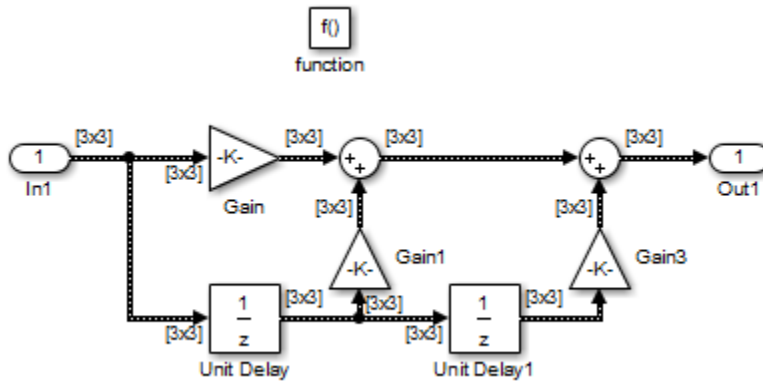 f()
function
[3x3] [3x3] [3x3] [3x3]
1 -K- + + + + 1
[3x3]
In1 Gain Out1
[3x3] [3x3]
-K- Gain1 -K- Gain3
[3x3] [3x3] [3x3]
[3x3] 1 z [3x3] 1 z
Unit Delay Unit Delay1